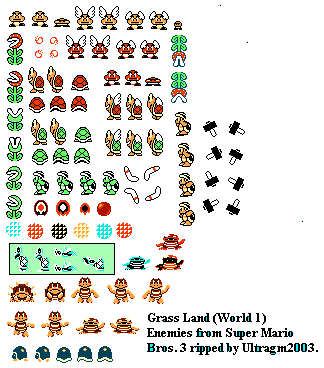 Grass Land (World 1)
Enemies from Super Mario
Bros. 3 ripped by Ultragm2003.